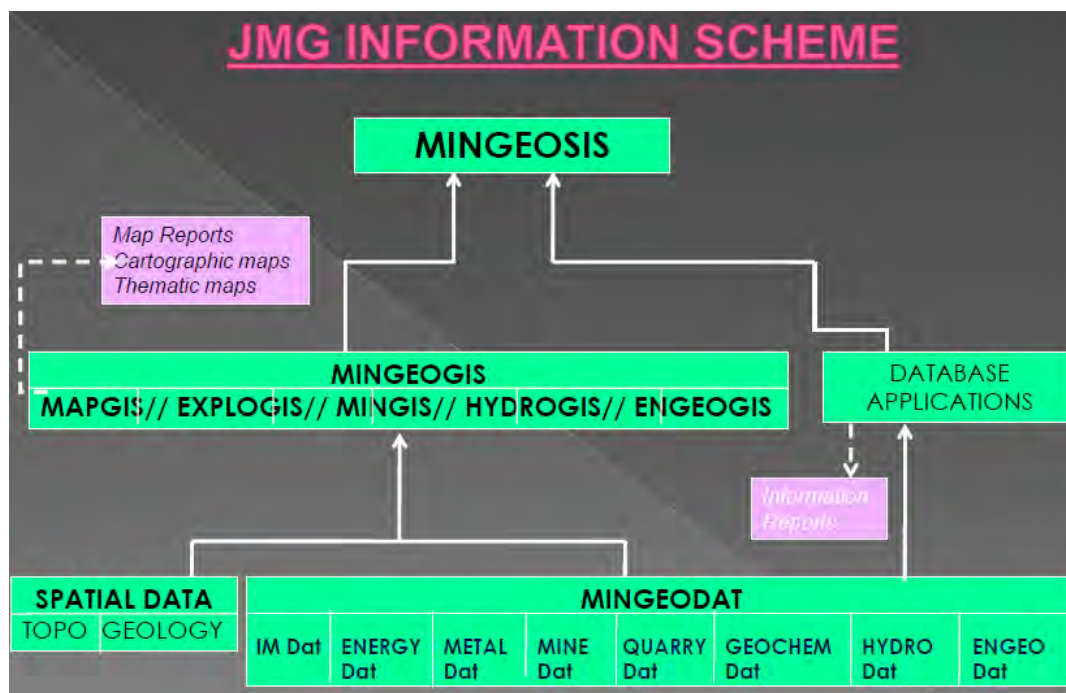 JMG INFORMATION SCHEME
MINGEOSIS
Map Reports
Cartographic maps
Thematic maps
MINGEOGIS
MAPGIS// EXPLOGIS// MINGIS// HYDROGIS// ENGEOGIS
DATABASE
APPLICATIONS
Information
Reports
SPATIAL DATA
TOPO GEOLOGY
MINGEODAT
IM Dat
ENERGY
Dat
METAL
Dat
MINE
Dat
QUARRY
Dat
GEOCHEM
Dat
HYDRO
Dat
ENGEO
Dat